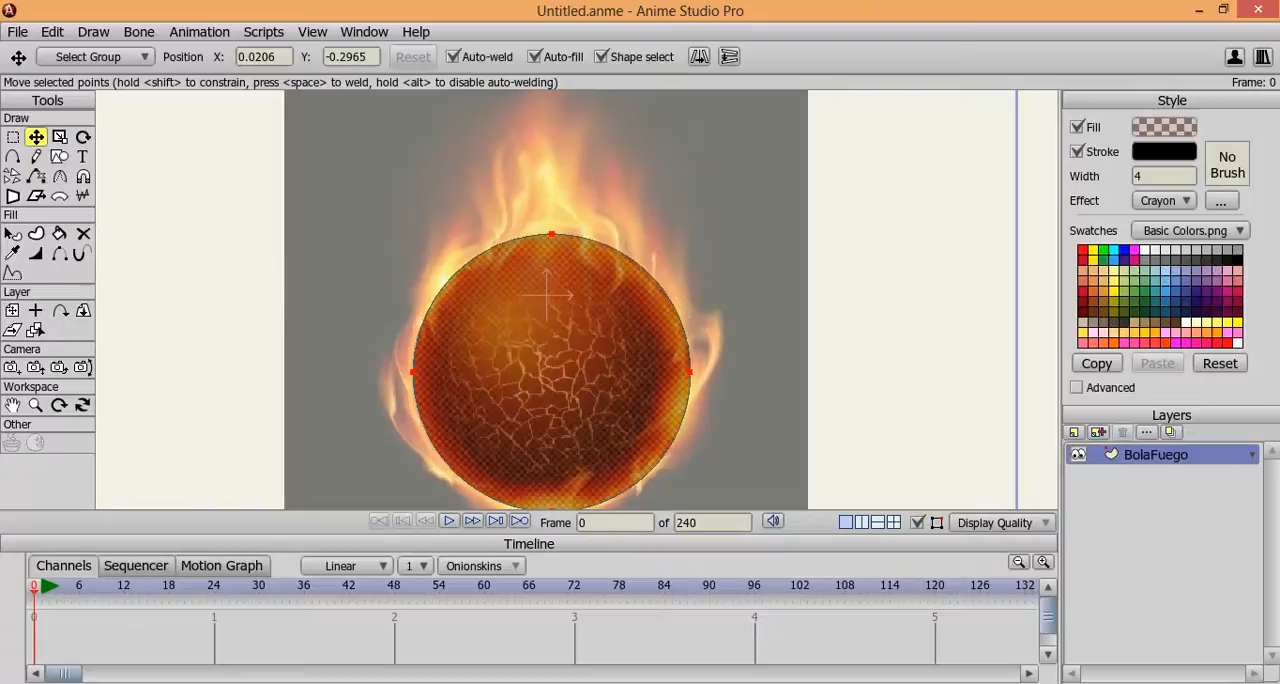 Untitled.anme - Anime Studio Pro
File Edit Draw Bone Animation Scripts View Window Help
Select Group Position X: 0.0206 Y: -0.2965 Reset Auto-weld Auto-fill Shape select
Move selected points (hold <shift> to constrain, press <space> to weld, hold <alt> to disable auto-welding) Frame: 0
Tools
Draw
T
Fill
Layer
Camera
Workspace
Other
Style
Fill
Stroke
No Brush
Width 4
Effect Crayon ...
Swatches Basic Colors.png
Copy Paste Reset
Advanced
Layers
BolaFuego
Frame 0 of 240 Display Quality
Timeline
Channels Sequencer Motion Graph Linear 1 Onionskins
0 6 12 18 24 30 36 42 48 54 60 66 72 78 84 90 96 102 108 114 120 126 132
0 1 2 3 4 5